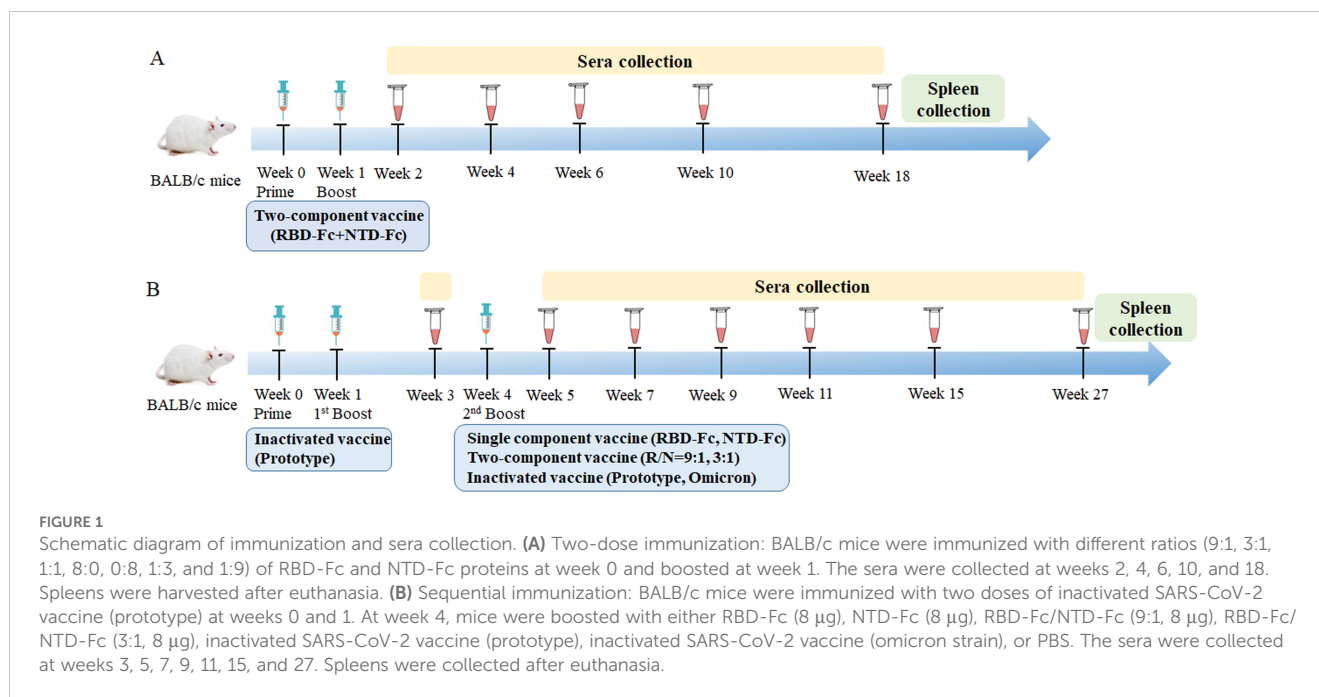 A
Sera collection
Spleen
collection
BALB/c mice
Week 0
Prime
Week 1
Boost
Week 2
Week 4
Week 6
Week 10
Week 18
Two-component vaccine
(RBD-Fc+NTD-Fc)
B
Sera collection
Spleen
collection
BALB/c mice
Week 0
Prime
Week 1
1st Boost
Week 3
Week 4
2nd Boost
Week 5
Week 7
Week 9
Week 11
Week 15
Week 27
Inactivated vaccine
(Prototype)
Single component vaccine (RBD-Fc, NTD-Fc)
Two-component vaccine (R/N=9:1, 3:1)
Inactivated vaccine (Prototype, Omicron)
FIGURE 1
Schematic diagram of immunization and sera collection. (A) Two-dose immunization: BALB/c mice were immunized with different ratios (9:1, 3:1,
1:1, 8:0, 0:8, 1:3, and 1:9) of RBD-Fc and NTD-Fc proteins at week 0 and boosted at week 1. The sera were collected at weeks 2, 4, 6, 10, and 18.
Spleens were harvested after euthanasia. (B) Sequential immunization: BALB/c mice were immunized with two doses of inactivated SARS-CoV-2
vaccine (prototype) at weeks 0 and 1. At week 4, mice were boosted with either RBD-Fc (8 μg), NTD-Fc (8 μg), RBD-Fc/NTD-Fc (9:1, 8 μg), RBD-Fc/
NTD-Fc (3:1, 8 μg), inactivated SARS-CoV-2 vaccine (prototype), inactivated SARS-CoV-2 vaccine (omicron strain), or PBS. The sera were collected
at weeks 3, 5, 7, 9, 11, 15, and 27. Spleens were collected after euthanasia.